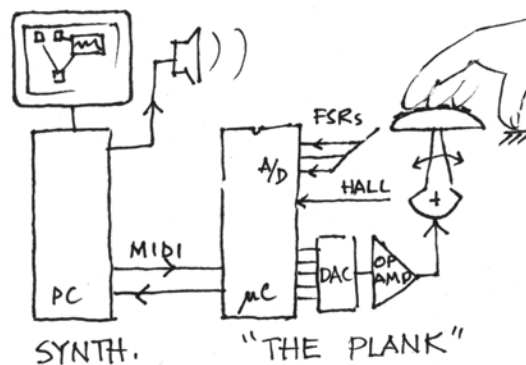 FSRs
A/D
HALL
MIDI
PC
μC
DAC
OP
AMP
+
SYNTH.
"THE PLANK"